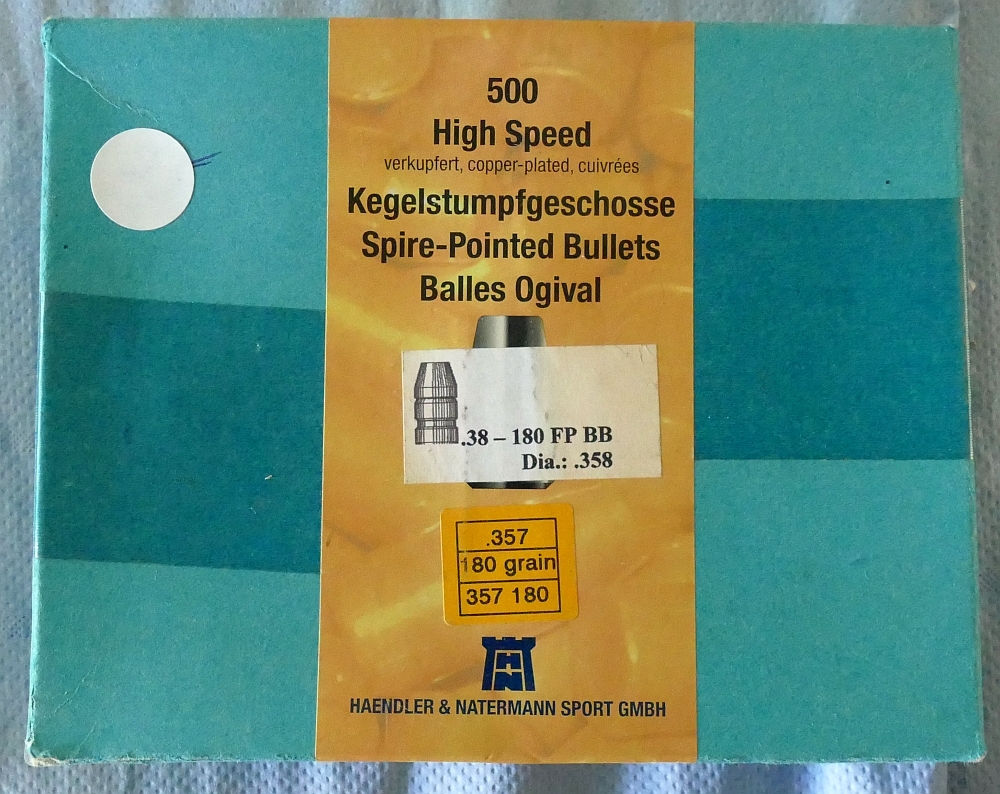 500
High Speed
verkupfert, copper-plated, cuivrées
Kegelstumpfgeschosse
Spire-Pointed Bullets
Balles Ogival
.38 – 180 FP BB
Dia.: .358
.357
180 grain
357 180
HN
HAENDLER & NATERMANN SPORT GMBH